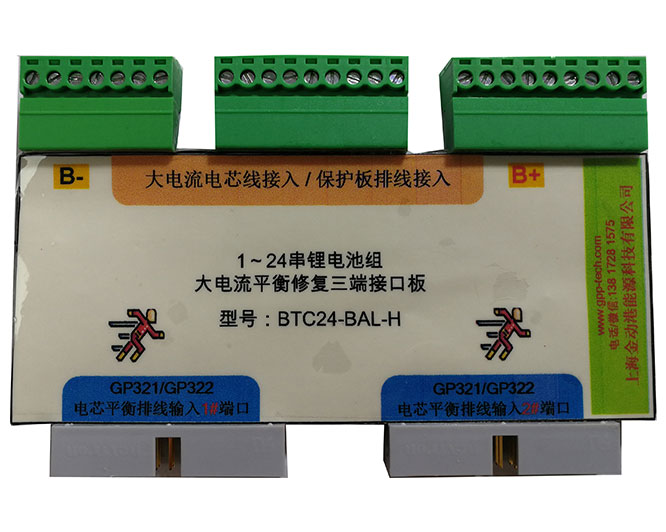 B-
大电流电芯线接入 / 保护板排线接入
B+
1～24串锂电池组
大电流平衡修复三端接口板
型号：BTC24-BAL-H
GP321/GP322
电芯平衡排线输入1#端口
GP321/GP322
电芯平衡排线输入2#端口
www.gpp-tech.com
电话/微信:138 1728 1575
上海金动港能源科技有限公司